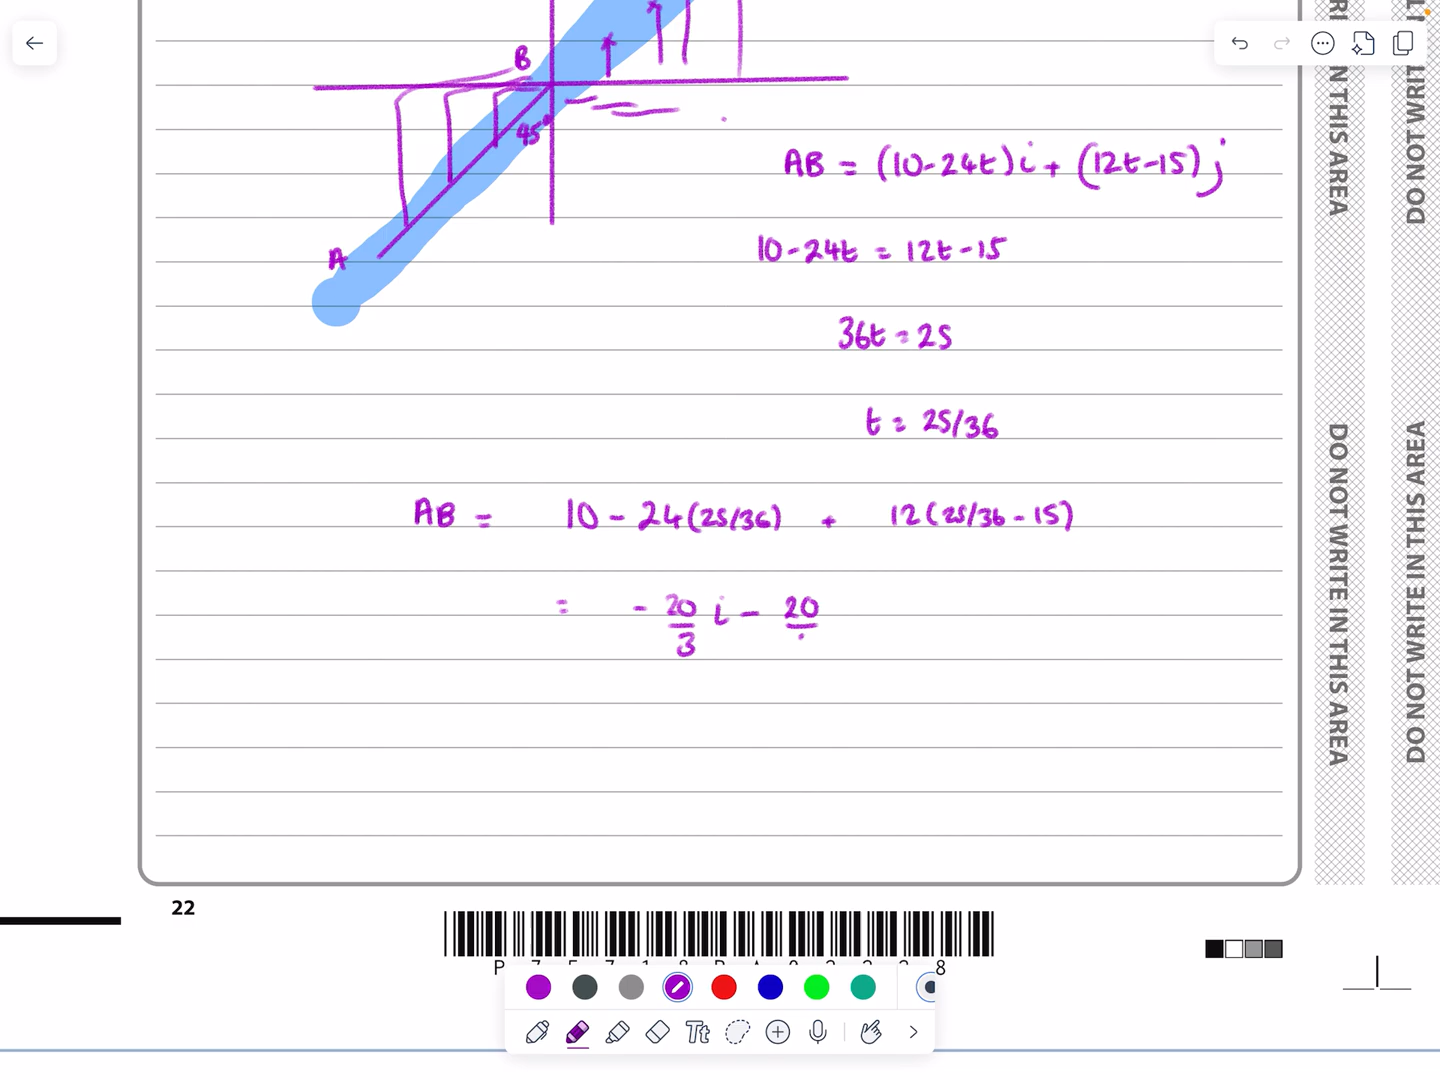 B
45°
A
AB = (10-24t)i + (12t-15)j
10-24t = 12t-15
36t = 25
t = 25/36
AB = 10 - 24(25/36) + 12(25/36 - 15)
= - 20/3 i - 20/
22
DO NOT WRITE IN THIS AREA
DO NOT WRITE IN THIS AREA
Tt